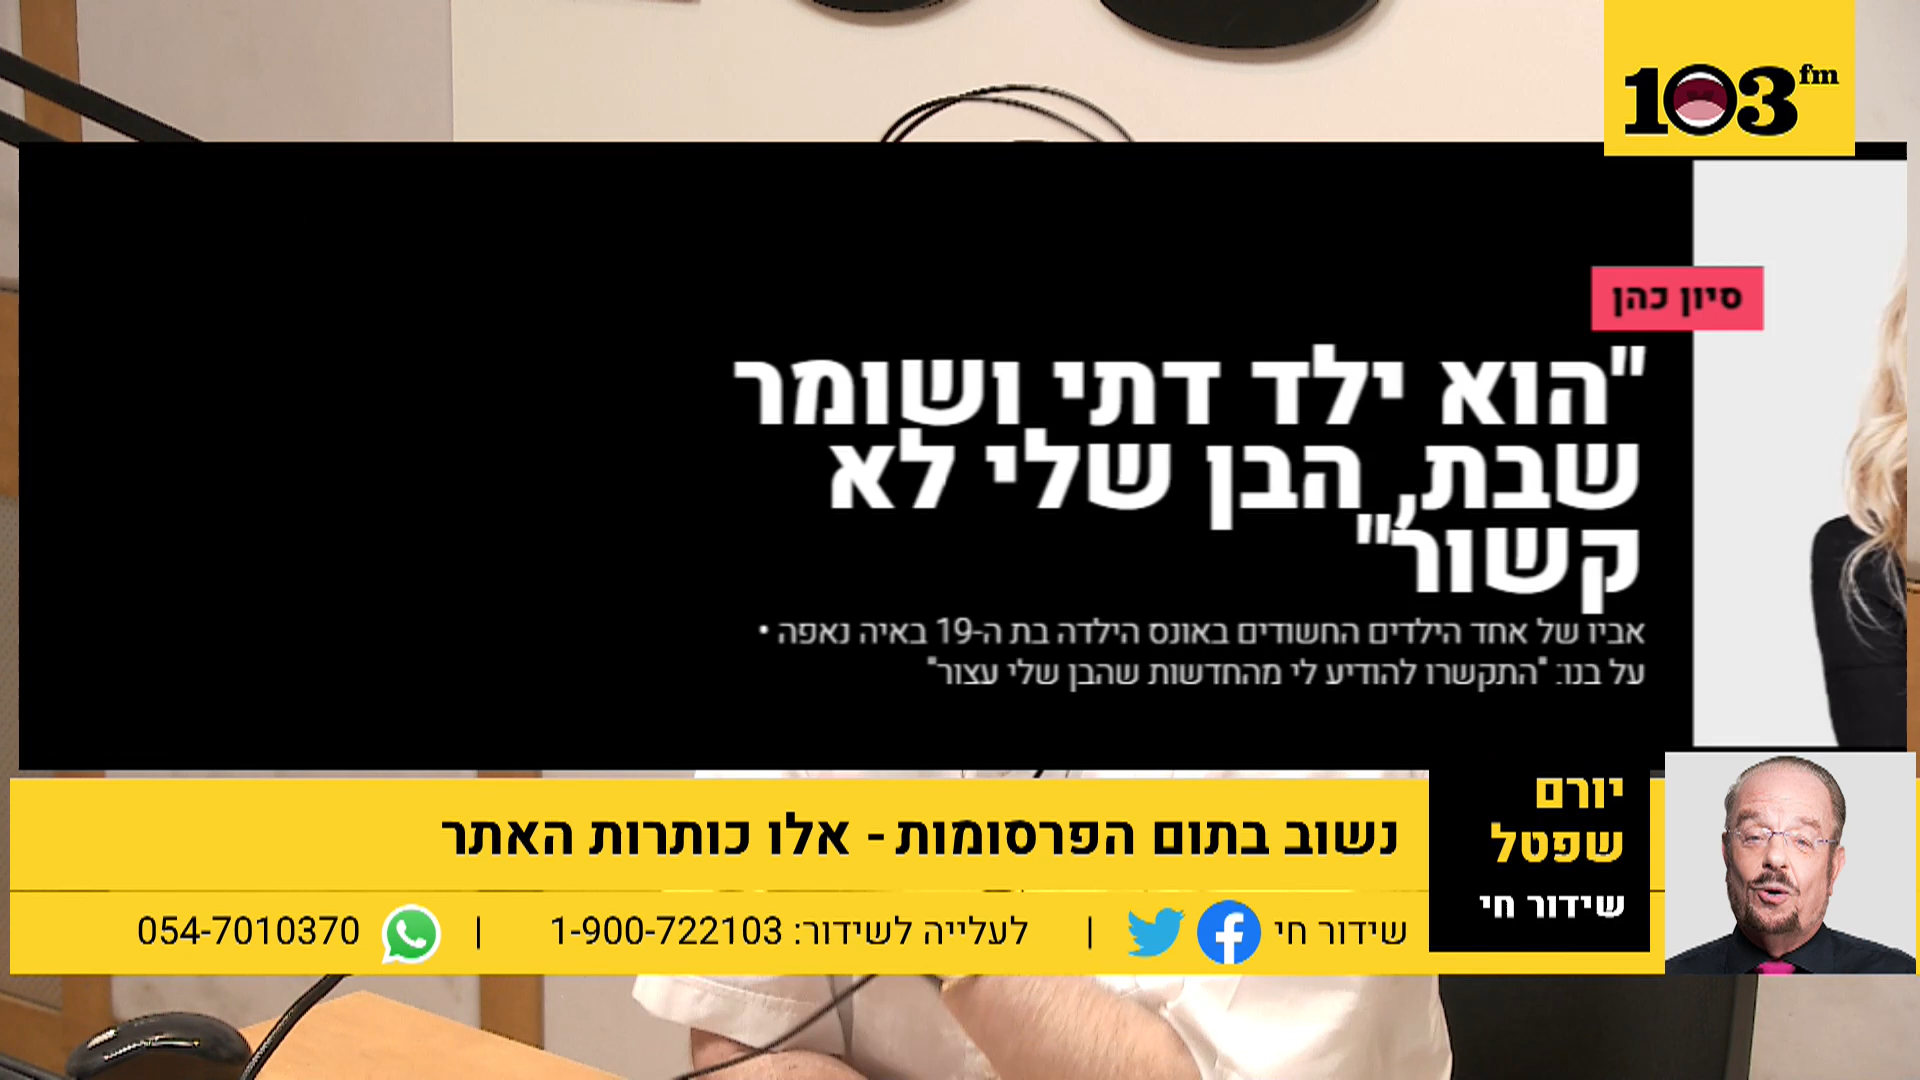 103fm
סיון כהן
"הוא ילד דתי ושומר
שבת, הבן שלי לא
קשור"
אביו של אחד הילדים החשודים באונס הילדה בת ה-19 באיה נאפה •
על בנו: "התקשרו להודיע לי מהחדשות שהבן שלי עצור"
יורם
שפטל
שידור חי
נשוב בתום הפרסומות - אלו כותרות האתר
שידור חי | לעלייה לשידור: 1-900-722103 | 054-7010370